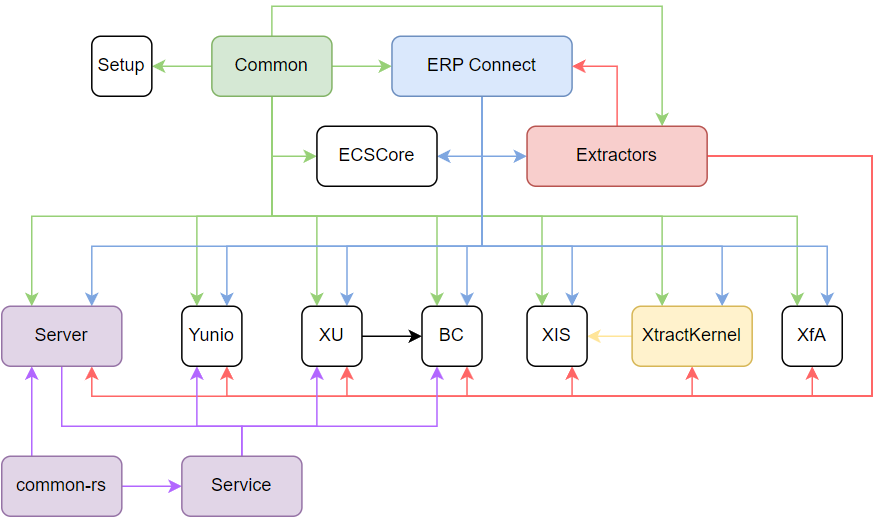 Setup
Common
ERP Connect
ECSCore
Extractors
Server
Yunio
XU
BC
XIS
XtractKernel
XfA
common-rs
Service